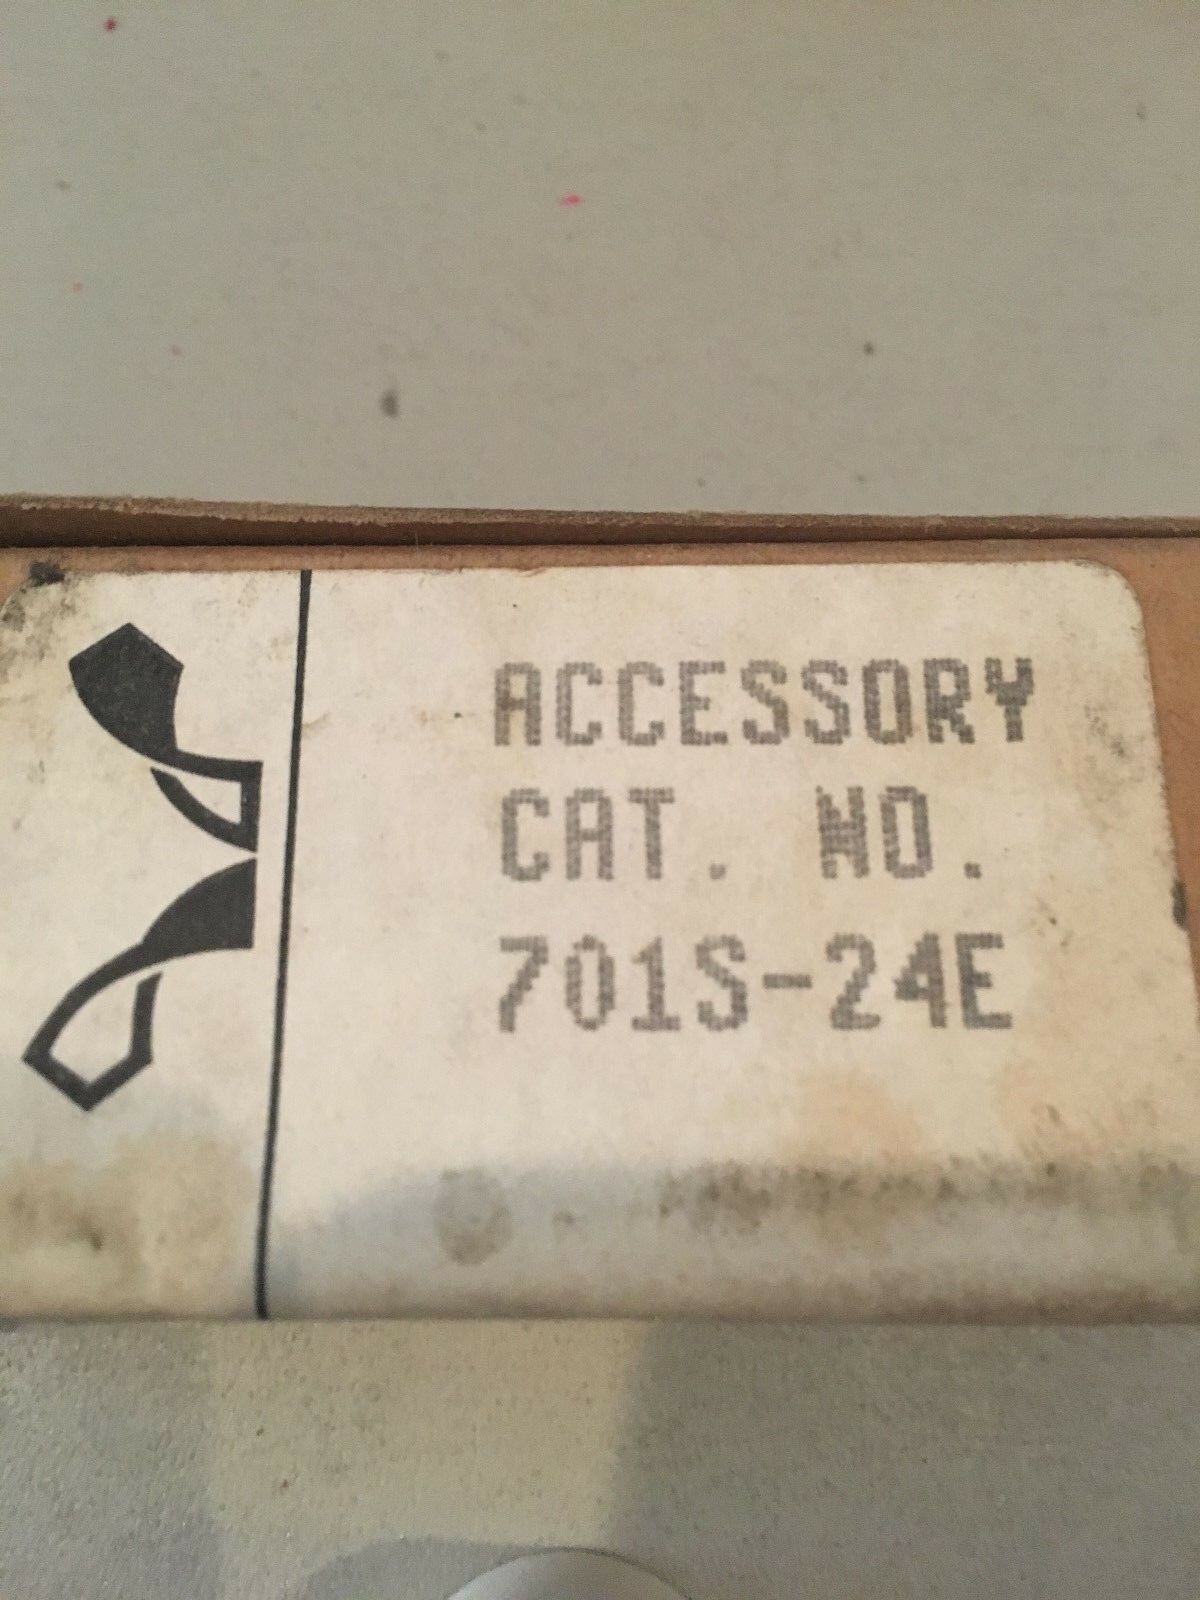 ACCESSORY
CAT. NO.
701S-24E